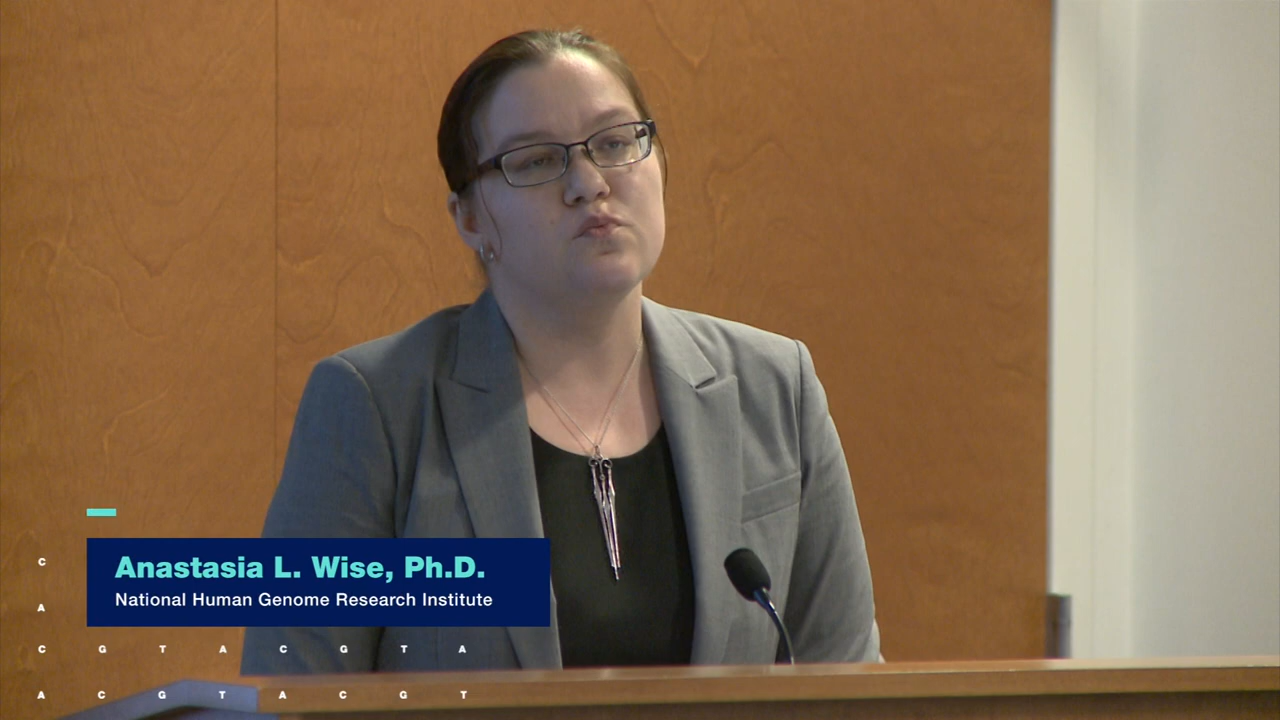 Anastasia L. Wise, Ph.D.
National Human Genome Research Institute
C
A
C G T A C G T A
A C G T A C G T